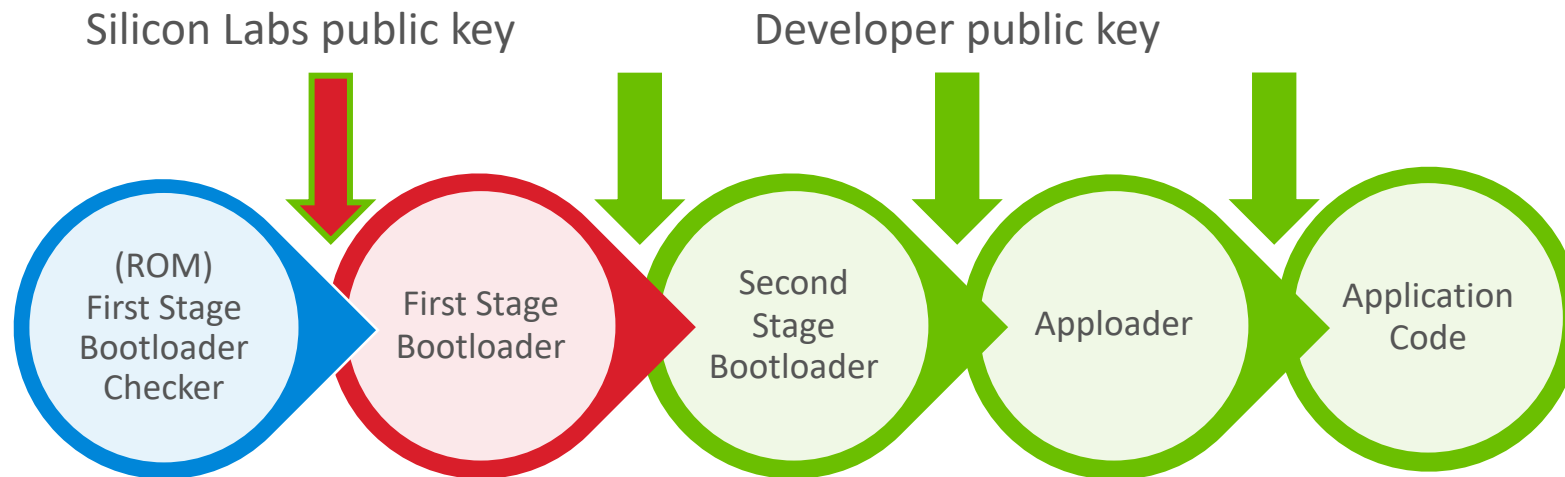 Silicon Labs public key
Developer public key
(ROM)
First Stage
Bootloader
Checker
First Stage
Bootloader
Second
Stage
Bootloader
Apploader
Application
Code